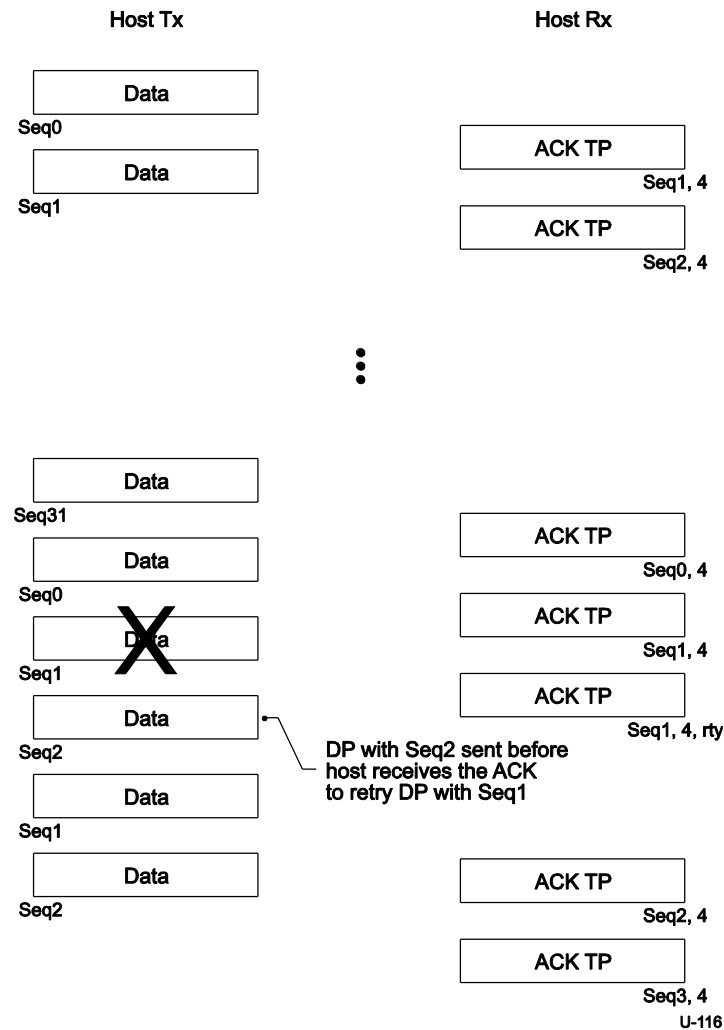 Host Tx
Host Rx
Data
Seq0
ACK TP
Seq1, 4
Data
Seq1
ACK TP
Seq2, 4
Data
Seq31
ACK TP
Seq0, 4
Data
Seq0
ACK TP
Seq1, 4
Data
Seq1
ACK TP
Seq1, 4, rty
Data
Seq2
DP with Seq2 sent before
host receives the ACK
to retry DP with Seq1
Data
Seq1
Data
Seq2
ACK TP
Seq2, 4
ACK TP
Seq3, 4
U-116